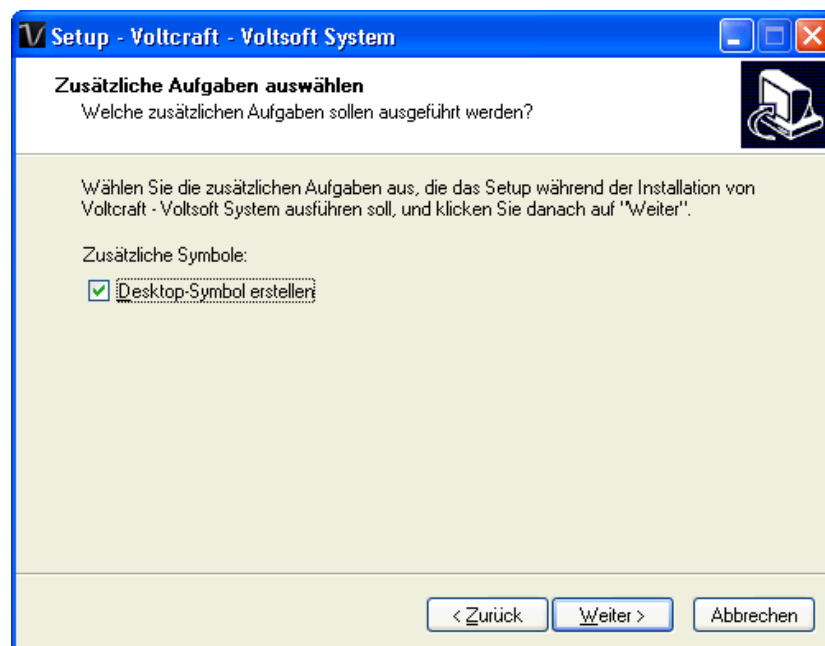 Setup - Voltcraft - Voltsoft System
Zusätzliche Aufgaben auswählen
Welche zusätzlichen Aufgaben sollen ausgeführt werden?
Wählen Sie die zusätzlichen Aufgaben aus, die das Setup während der Installation von
Voltcraft - Voltsoft System ausführen soll, und klicken Sie danach auf "Weiter".
Zusätzliche Symbole:
Desktop-Symbol erstellen
< Zurück Weiter > Abbrechen